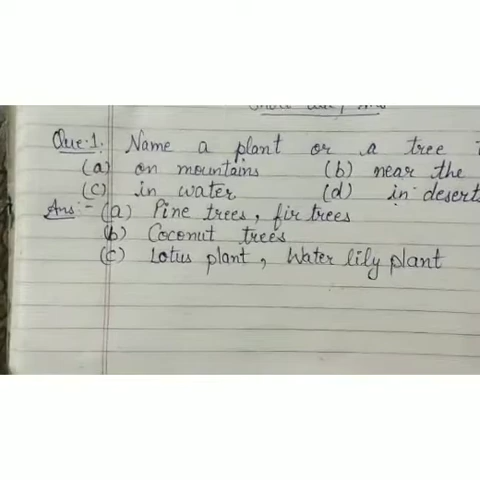 Que:1. Name a plant or a tree
(a) on mountains (b) near the
(c) in water (d) in deserts
Ans:- (a) Pine trees, fir trees
(b) Coconut trees
(c) Lotus plant, Water lily plant